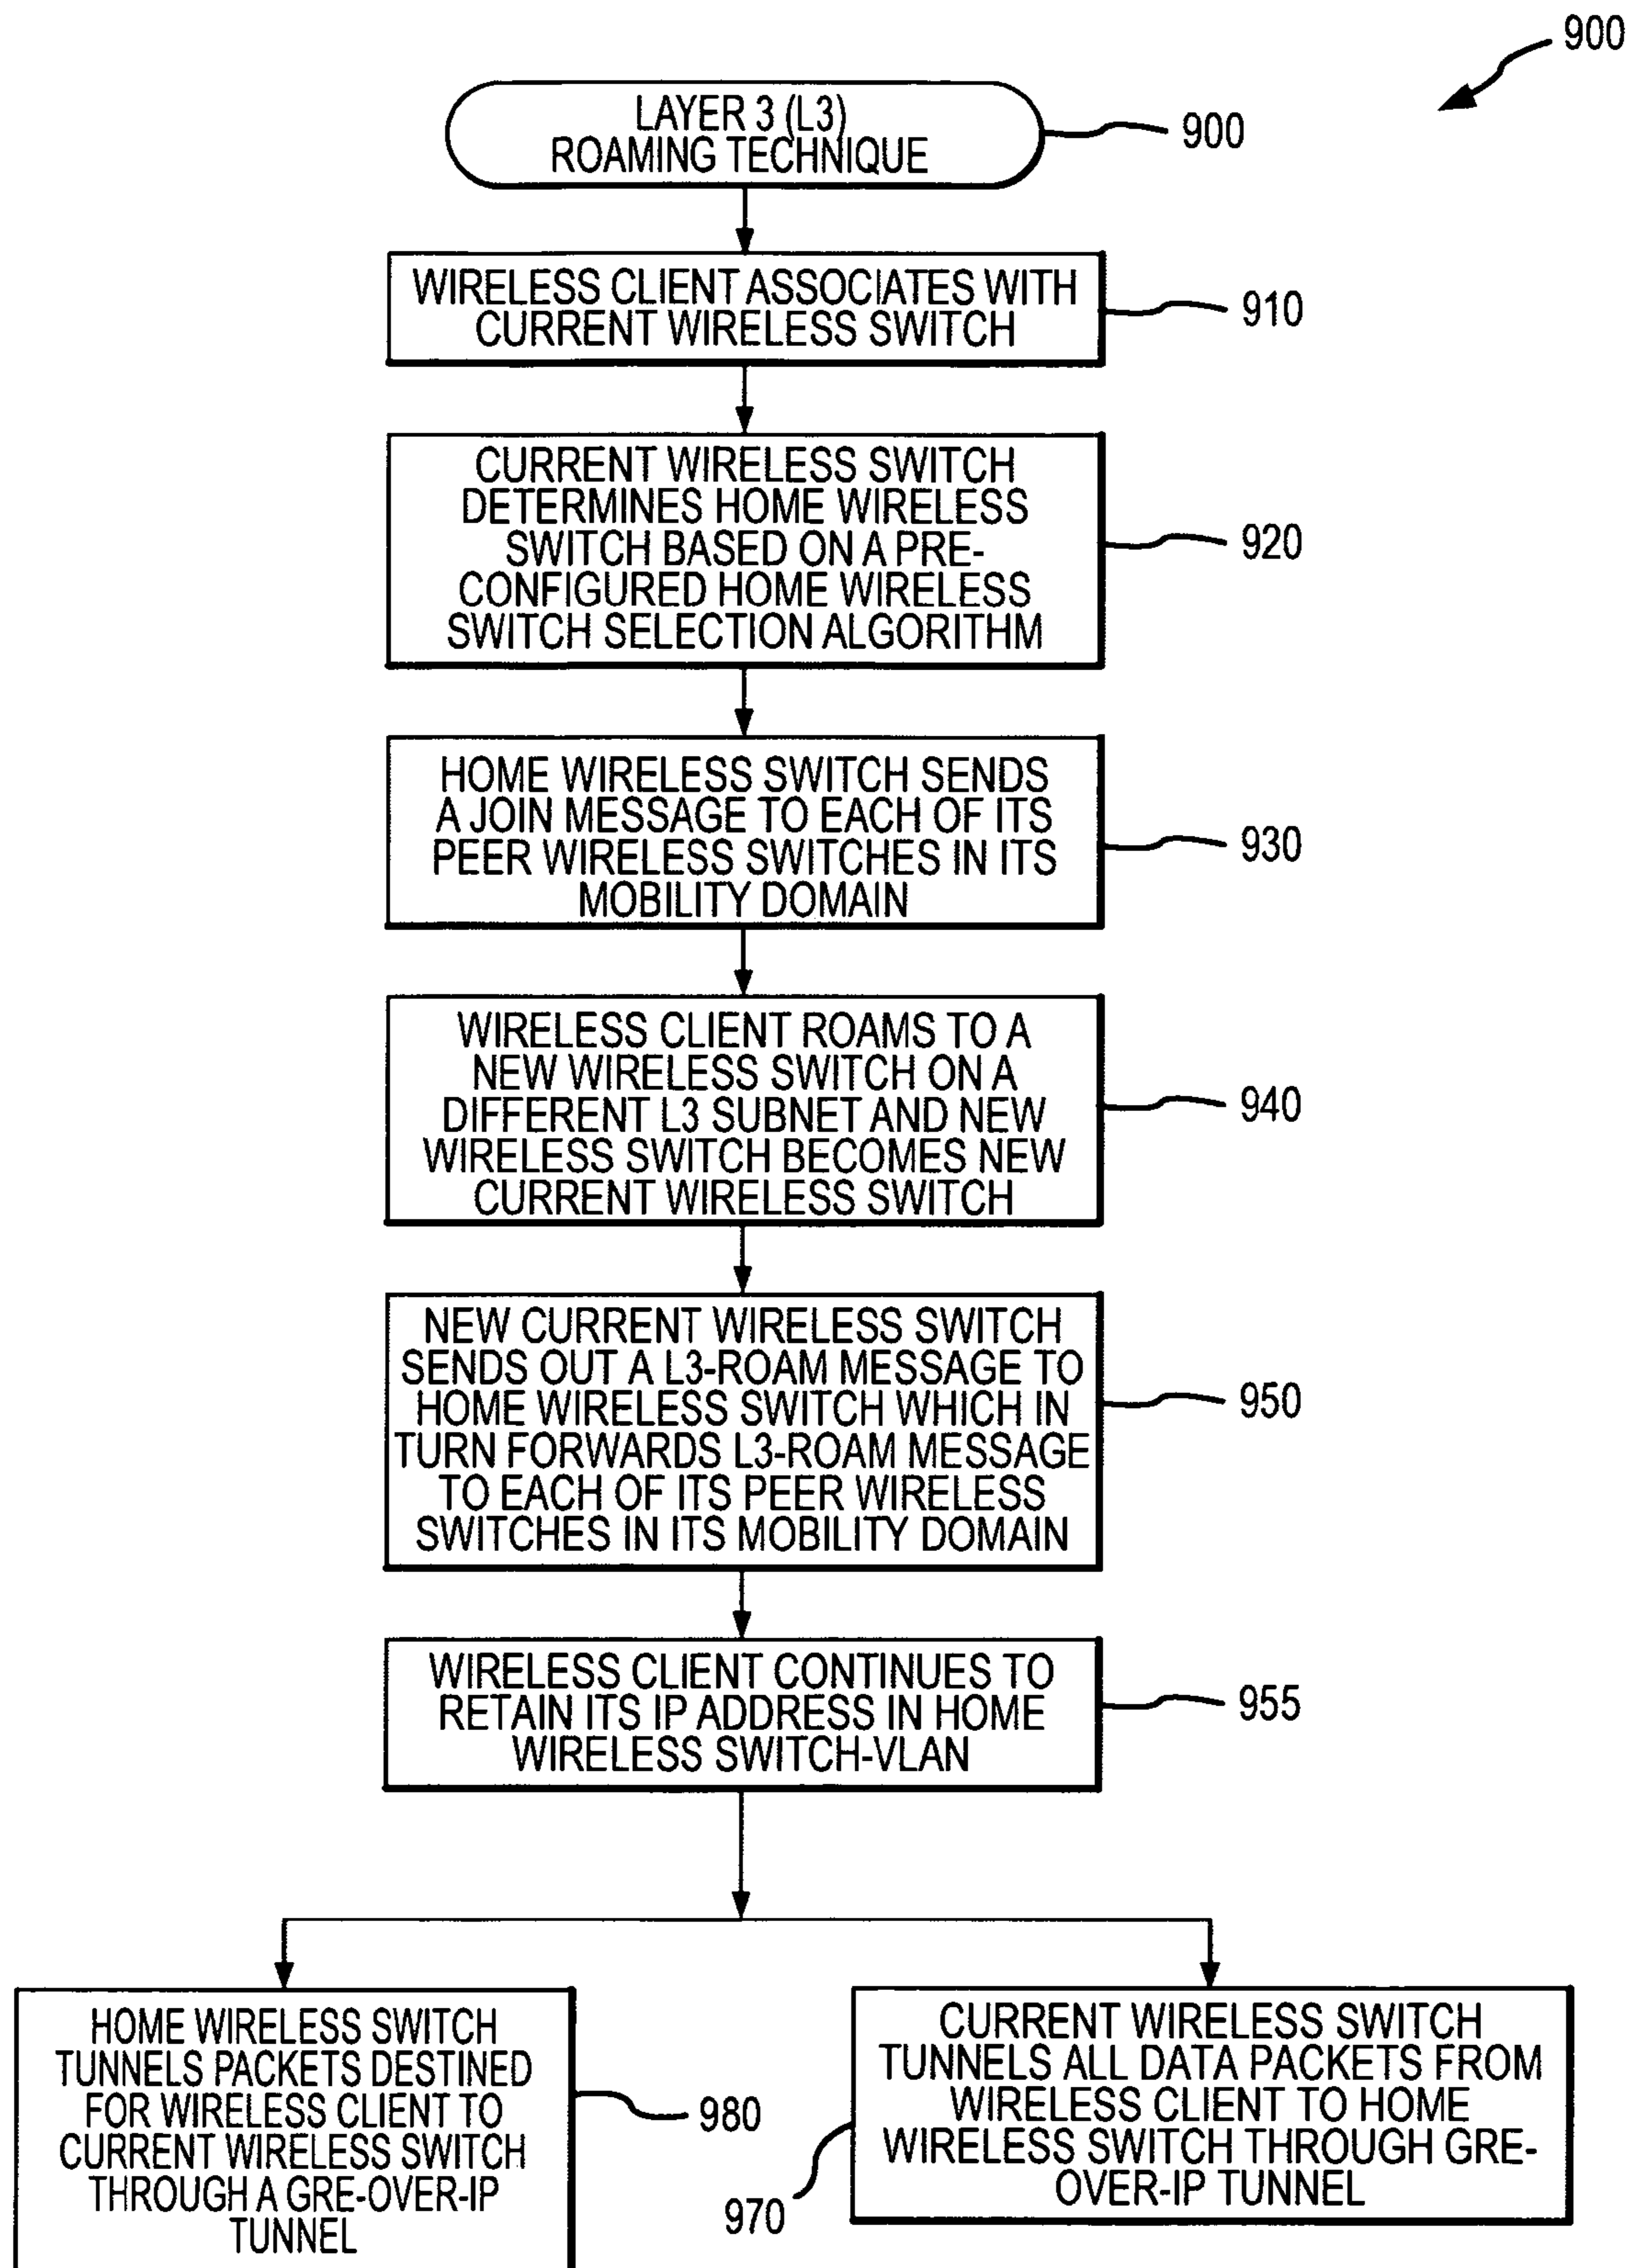 900
LAYER 3 (L3)
ROAMING TECHNIQUE
900
WIRELESS CLIENT ASSOCIATES WITH
CURRENT WIRELESS SWITCH
910
CURRENT WIRELESS SWITCH
DETERMINES HOME WIRELESS
SWITCH BASED ON A PRE-
CONFIGURED HOME WIRELESS
SWITCH SELECTION ALGORITHM
920
HOME WIRELESS SWITCH SENDS
A JOIN MESSAGE TO EACH OF ITS
PEER WIRELESS SWITCHES IN ITS
MOBILITY DOMAIN
930
WIRELESS CLIENT ROAMS TO A
NEW WIRELESS SWITCH ON A
DIFFERENT L3 SUBNET AND NEW
WIRELESS SWITCH BECOMES NEW
CURRENT WIRELESS SWITCH
940
NEW CURRENT WIRELESS SWITCH
SENDS OUT A L3-ROAM MESSAGE TO
HOME WIRELESS SWITCH WHICH IN
TURN FORWARDS L3-ROAM MESSAGE
TO EACH OF ITS PEER WIRELESS
SWITCHES IN ITS MOBILITY DOMAIN
950
WIRELESS CLIENT CONTINUES TO
RETAIN ITS IP ADDRESS IN HOME
WIRELESS SWITCH-VLAN
955
HOME WIRELESS SWITCH
TUNNELS PACKETS DESTINED
FOR WIRELESS CLIENT TO
CURRENT WIRELESS SWITCH
THROUGH A GRE-OVER-IP
TUNNEL
980
CURRENT WIRELESS SWITCH
TUNNELS ALL DATA PACKETS FROM
WIRELESS CLIENT TO HOME
WIRELESS SWITCH THROUGH GRE-
OVER-IP TUNNEL
970